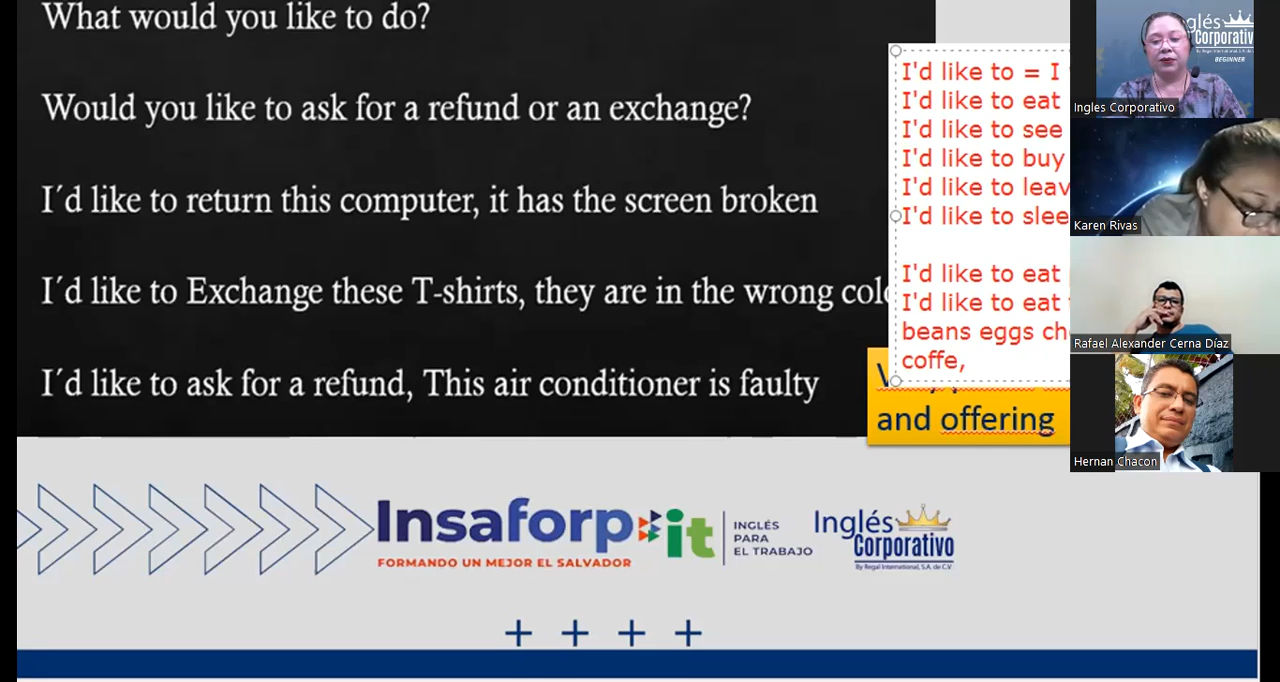 What would you like to do?
Would you like to ask for a refund or an exchange?
I´d like to return this computer, it has the screen broken
I´d like to Exchange these T-shirts, they are in the wrong
I´d like to ask for a refund, This air conditioner is faulty
I'd like to = I
I'd like to eat
I'd like to see
I'd like to buy
I'd like to
I'd like to
I'd like to eat
I'd like to eat
beans eggs
coffe,
and offering
Inglés
Corporativo
BEGINNER
Ingles Corporativo
Karen Rivas
Rafael Alexander Cerna Díaz
Hernan Chacon
Insaforp it
FORMANDO UN MEJOR EL SALVADOR
INGLÉS
PARA
EL TRABAJO
Inglés
Corporativo
By Regal International, S.A. de C.V